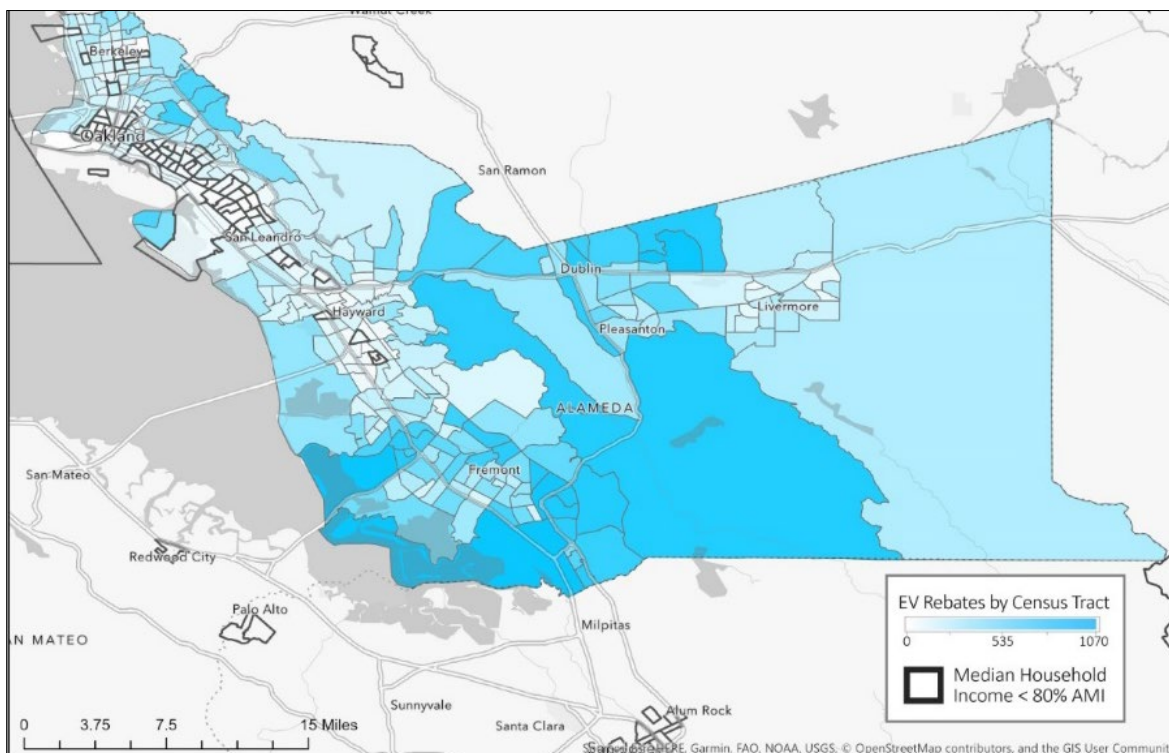 Walnut Creek
Berkeley
Oakland
San Ramon
San Leandro
Dublin
Hayward
Livermore
Pleasanton
ALAMEDA
Fremont
San Mateo
Redwood City
Palo Alto
AN MATEO
Milpitas
Sunnyvale
Santa Clara
Alum Rock
EV Rebates by Census Tract
0 535 1070
Median Household
Income < 80% AMI
0 3.75 7.5 15 Miles
HERE, Garmin, FAO, NOAA, USGS, © OpenStreetMap contributors, and the GIS User Communit